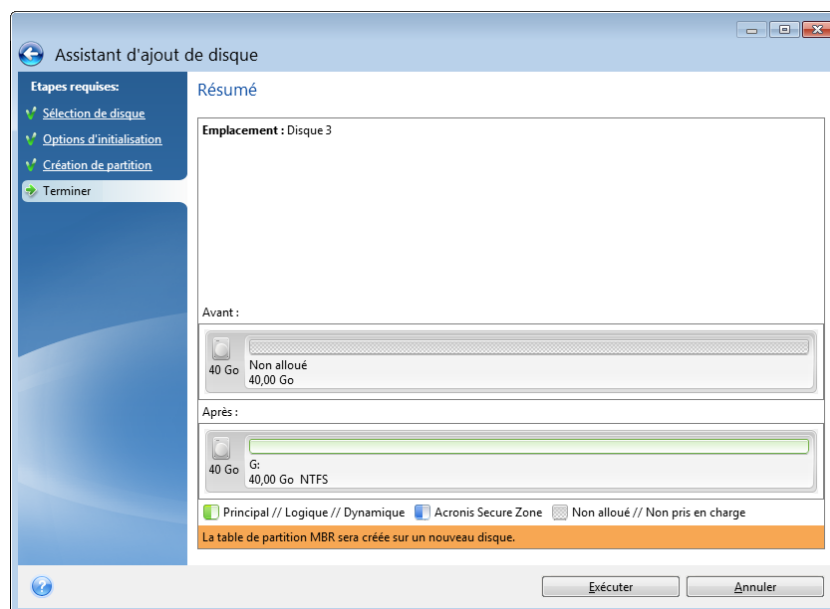 Assistant d'ajout de disque
Etapes requises:
Sélection de disque
Options d'initialisation
Création de partition
Terminer
Résumé
Emplacement : Disque 3
Avant :
40 Go
Non alloué
40,00 Go
Après :
40 Go
G:
40,00 Go NTFS
Principal // Logique // Dynamique Acronis Secure Zone Non alloué // Non pris en charge
La table de partition MBR sera créée sur un nouveau disque.
Exécuter Annuler